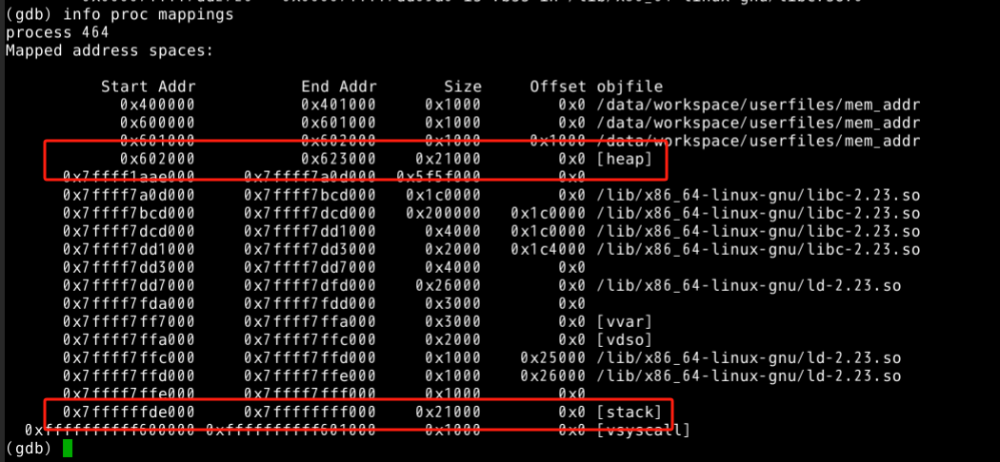 (gdb) info proc mappings
process 464
Mapped address spaces:
Start Addr End Addr Size Offset objfile
0x400000 0x401000 0x1000 0x0 /data/workspace/userfiles/mem_addr
0x600000 0x601000 0x1000 0x0 /data/workspace/userfiles/mem_addr
0x601000 0x602000 0x1000 0x1000 /data/workspace/userfiles/mem_addr
0x602000 0x623000 0x21000 0x0 [heap]
0x7ffff1aae000 0x7ffff7a0d000 0x5f5f000 0x0
0x7ffff7a0d000 0x7ffff7bcd000 0x1c0000 0x0 /lib/x86_64-linux-gnu/libc-2.23.so
0x7ffff7bcd000 0x7ffff7dcd000 0x200000 0x1c0000 /lib/x86_64-linux-gnu/libc-2.23.so
0x7ffff7dcd000 0x7ffff7dd1000 0x4000 0x1c0000 /lib/x86_64-linux-gnu/libc-2.23.so
0x7ffff7dd1000 0x7ffff7dd3000 0x2000 0x1c4000 /lib/x86_64-linux-gnu/libc-2.23.so
0x7ffff7dd3000 0x7ffff7dd7000 0x4000 0x0
0x7ffff7dd7000 0x7ffff7dfd000 0x26000 0x0 /lib/x86_64-linux-gnu/ld-2.23.so
0x7ffff7fda000 0x7ffff7fdd000 0x3000 0x0
0x7ffff7ff7000 0x7ffff7ffa000 0x3000 0x0 [vvar]
0x7ffff7ffa000 0x7ffff7ffc000 0x2000 0x0 [vdso]
0x7ffff7ffc000 0x7ffff7ffd000 0x1000 0x25000 /lib/x86_64-linux-gnu/ld-2.23.so
0x7ffff7ffd000 0x7ffff7ffe000 0x1000 0x26000 /lib/x86_64-linux-gnu/ld-2.23.so
0x7ffff7ffe000 0x7ffff7fff000 0x1000 0x0
0x7ffffffde000 0x7ffffffff000 0x21000 0x0 [stack]
0xffffffffff600000 0xffffffffff601000 0x1000 0x0 [vsyscall]
(gdb)